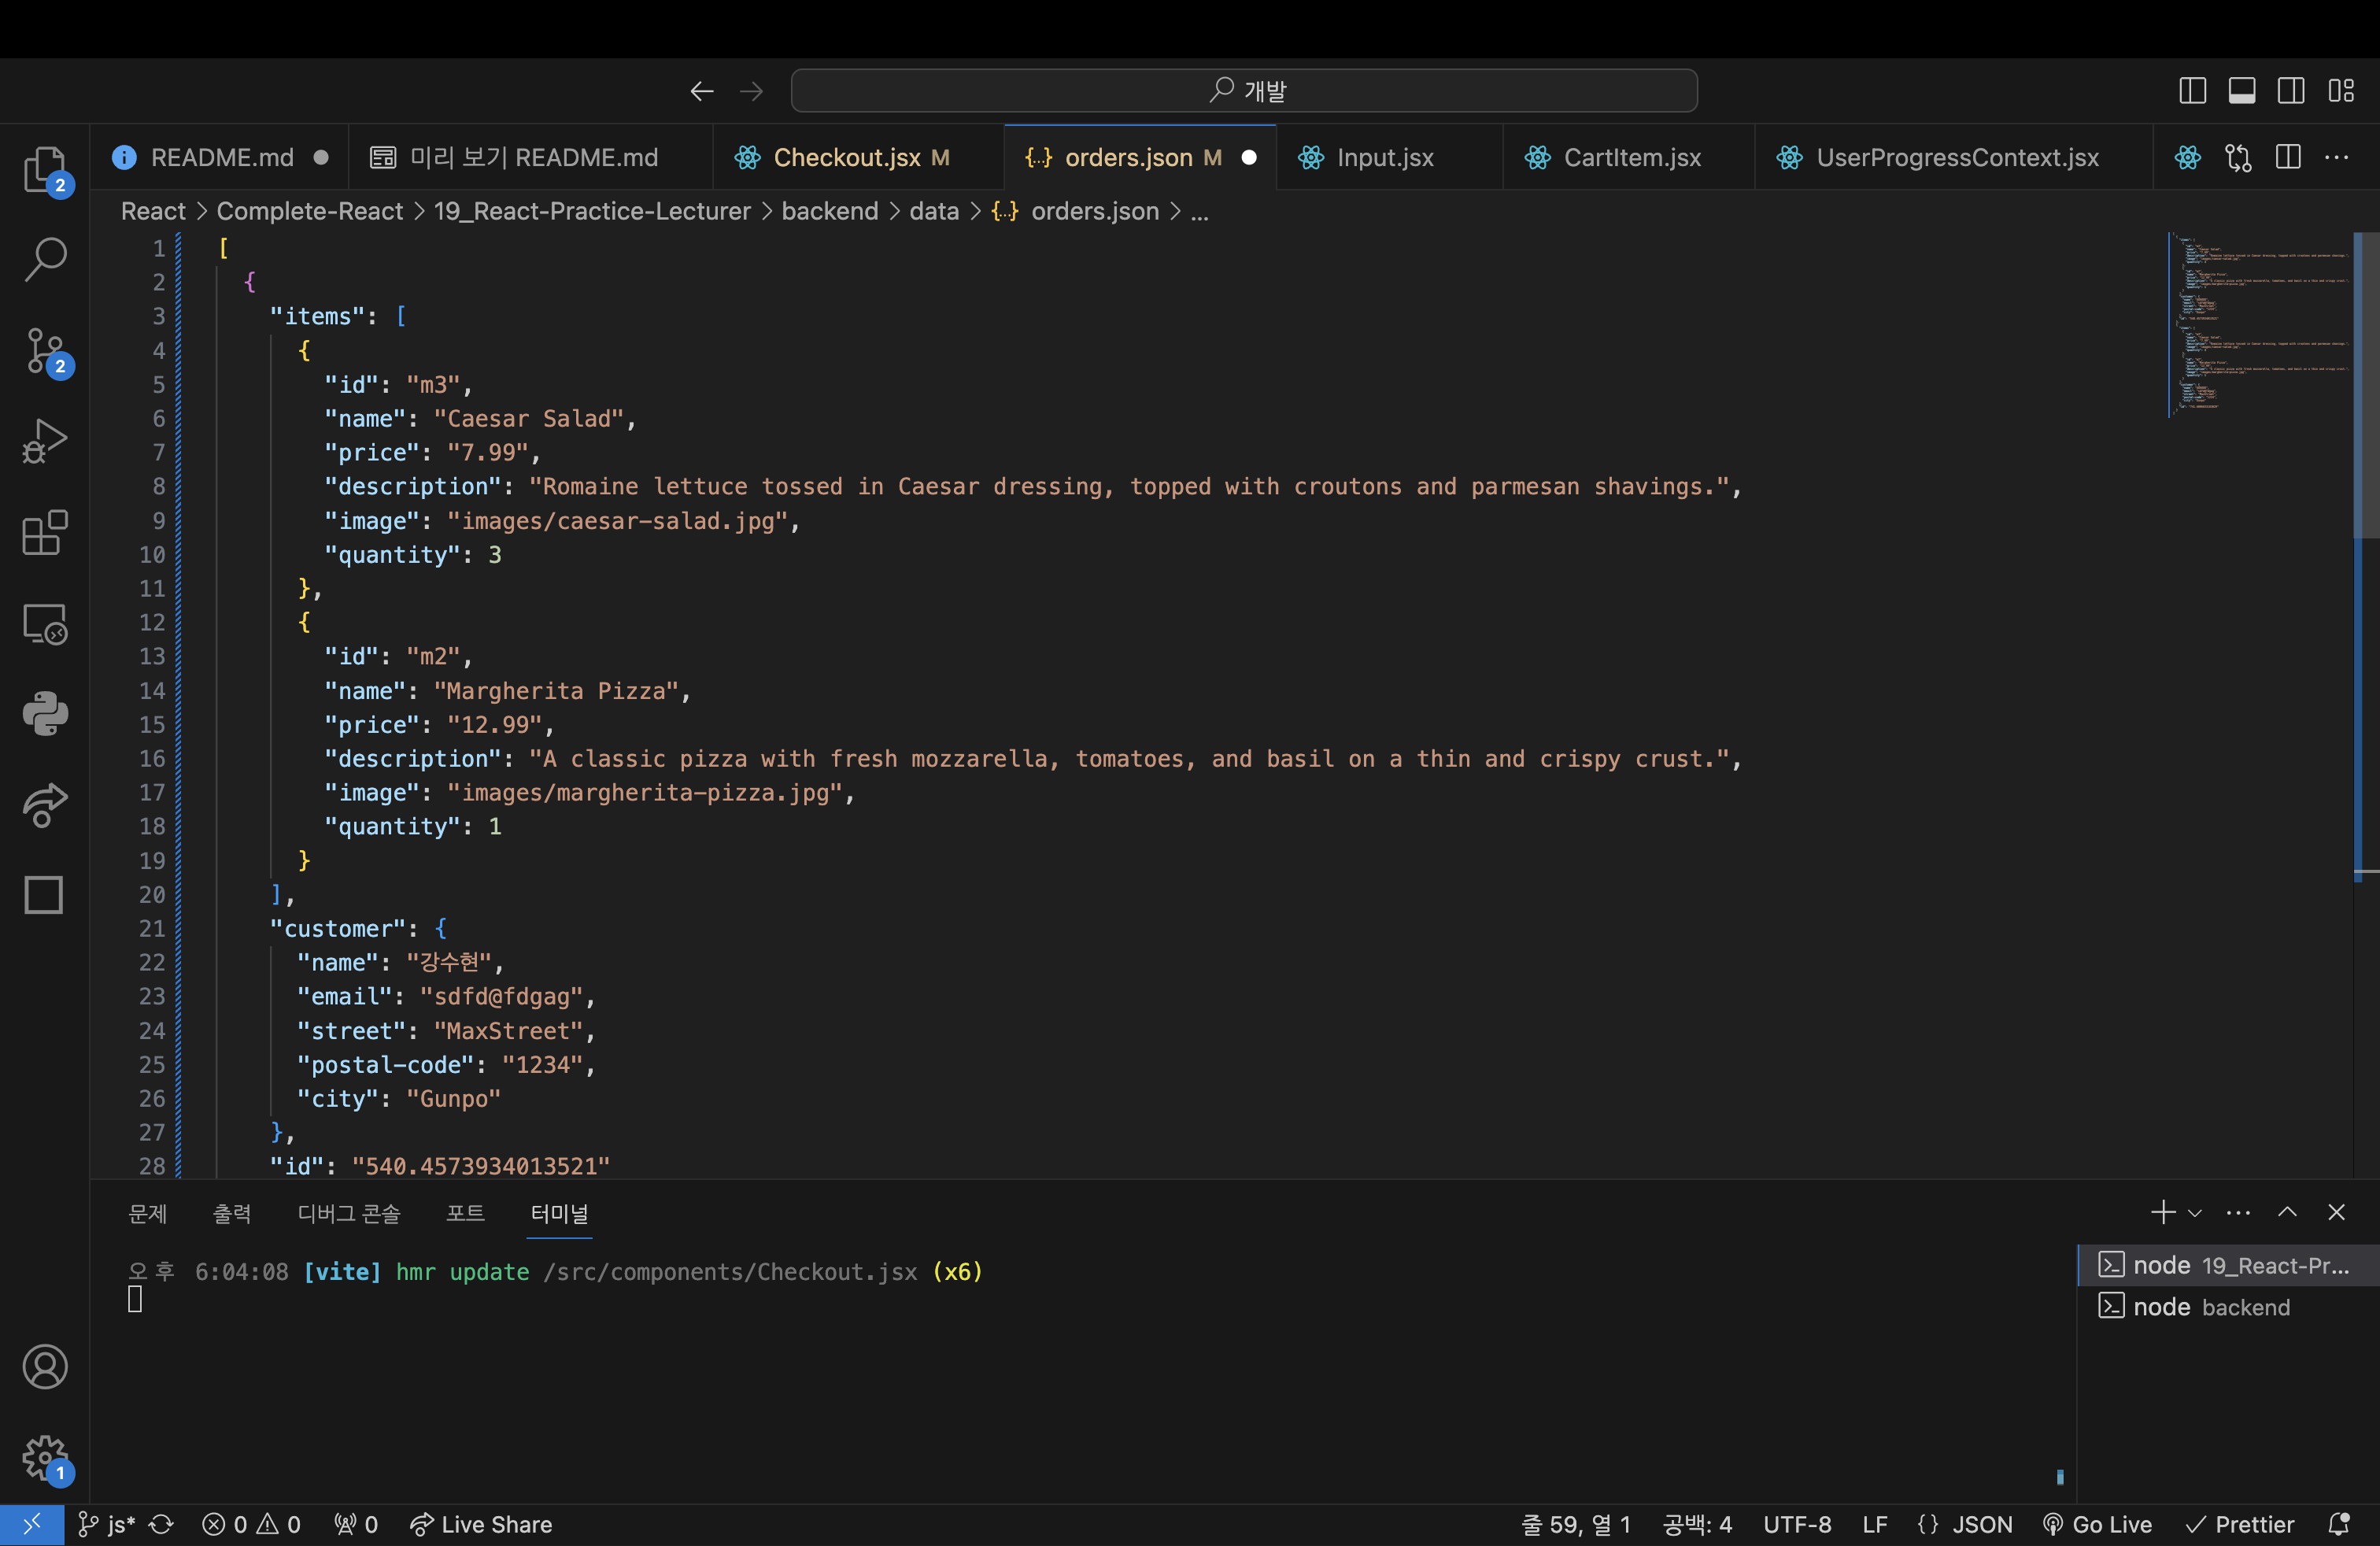 개발
README.md
미리 보기 README.md
Checkout.jsx M
{..} orders.json M
Input.jsx
CartItem.jsx
UserProgressContext.jsx
...
React > Complete-React > 19_React-Practice-Lecturer > backend > data > {..} orders.json > ...
1 [
2 {
3 "items": [
4 {
5 "id": "m3",
6 "name": "Caesar Salad",
7 "price": "7.99",
8 "description": "Romaine lettuce tossed in Caesar dressing, topped with croutons and parmesan shavings.",
9 "image": "images/caesar-salad.jpg",
10 "quantity": 3
11 },
12 {
13 "id": "m2",
14 "name": "Margherita Pizza",
15 "price": "12.99",
16 "description": "A classic pizza with fresh mozzarella, tomatoes, and basil on a thin and crispy crust.",
17 "image": "images/margherita-pizza.jpg",
18 "quantity": 1
19 }
20 ],
21 "customer": {
22 "name": "강수현",
23 "email": "sdfd@fdgag",
24 "street": "MaxStreet",
25 "postal-code": "1234",
26 "city": "Gunpo"
27 },
28 "id": "540.4573934013521"
2
2
1
문제 출력 디버그 콘솔 포트 터미널
오후 6:04:08 [vite] hmr update /src/components/Checkout.jsx (x6)
node 19_React-Pr...
node backend
js* 0 0 0 Live Share
줄 59, 열 1 공백: 4 UTF-8 LF {} JSON Go Live Prettier